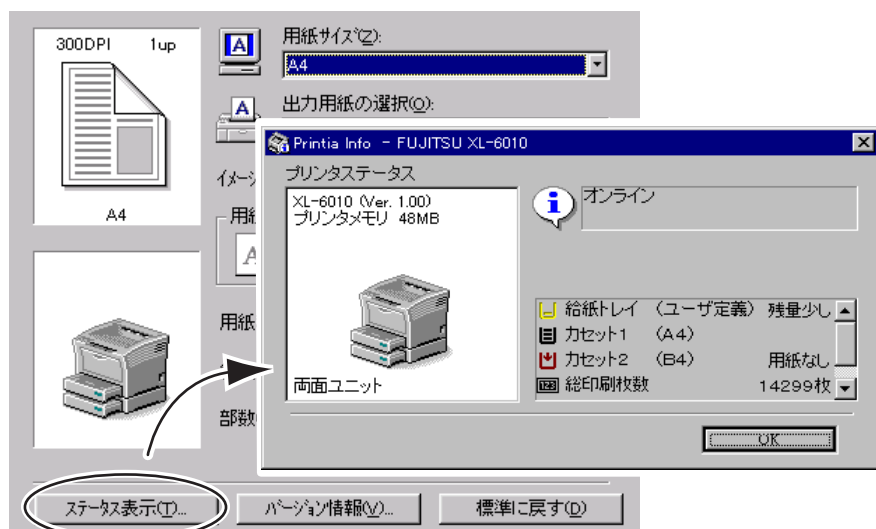 300DPI 1up
A4
用紙サイズ(Z):
A4
出力用紙の選択(O):
イメージ
用紙
A
用紙
部数
ステータス表示(T)...
バージョン情報(V)...
標準に戻す(D)
Printia Info - FUJITSU XL-6010
プリンタステータス
XL-6010 (Ver. 1.00)
プリンタメモリ 48MB
両面ユニット
オンライン
給紙トレイ (ユーザ定義) 残量少し
カセット1 (A4)
カセット2 (B4) 用紙なし
総印刷枚数 14299枚
OK